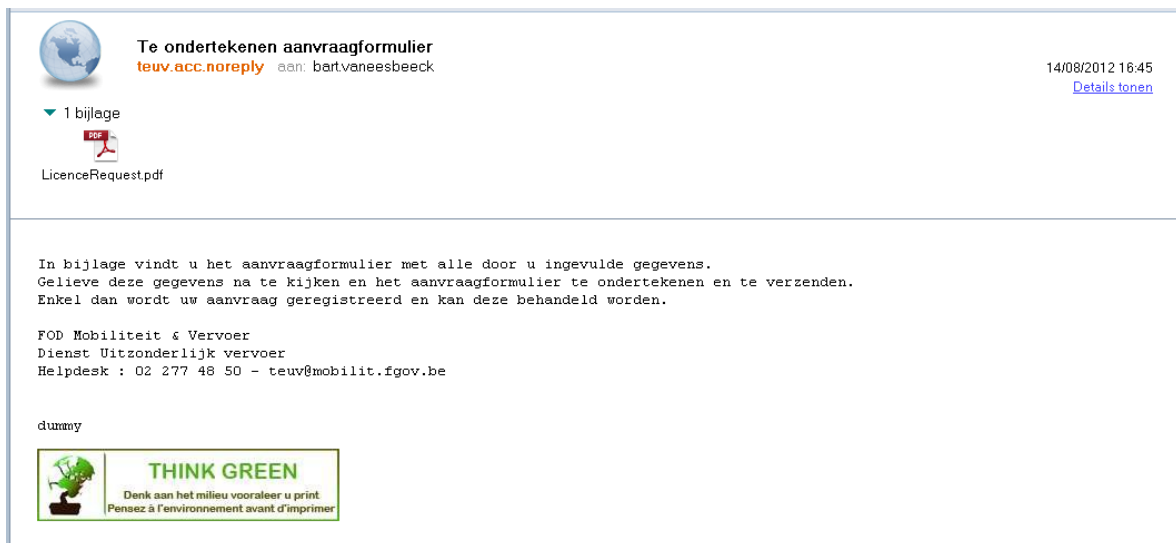 Te ondertekenen aanvraagformulier
teuv.acc.noreply aan: bart.vaneesbeeck
14/08/2012 16:45
Details tonen
1 bijlage
PDF
LicenceRequest.pdf
In bijlage vindt u het aanvraagformulier met alle door u ingevulde gegevens.
Gelieve deze gegevens na te kijken en het aanvraagformulier te ondertekenen en te verzenden.
Enkel dan wordt uw aanvraag geregistreerd en kan deze behandeld worden.
FOD Mobiliteit & Vervoer
Dienst Uitzonderlijk vervoer
Helpdesk : 02 277 48 50 - teuv@mobilit.fgov.be
dummy
THINK GREEN
Denk aan het milieu vooraleer u print
Pensez à l'environnement avant d'imprimer